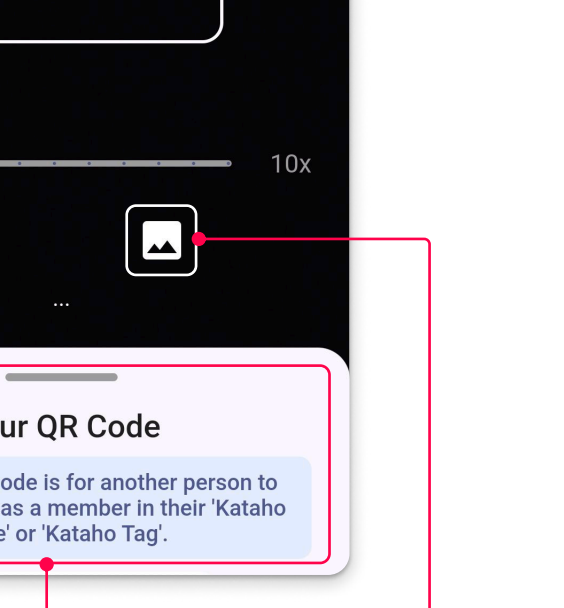 10x
...
ur QR Code
ode is for another person to
as a member in their 'Kataho
e' or 'Kataho Tag'.